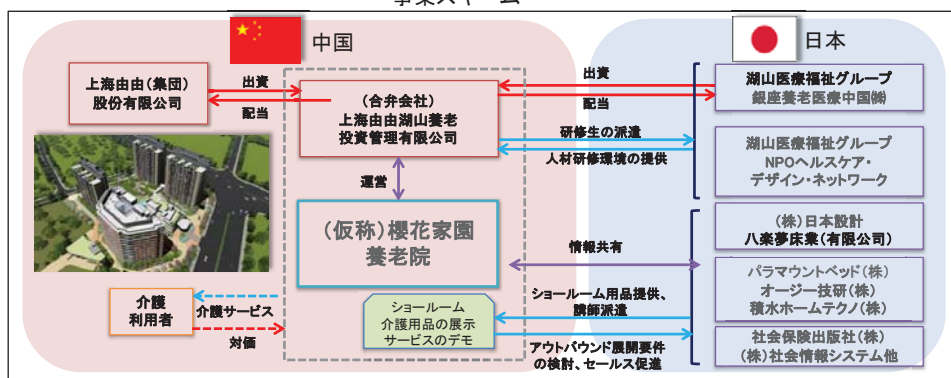 事業スキーム
中国
日本
上海由由(集団)
股份有限公司
出資
配当
(合弁会社)
上海由由湖山養老
投資管理有限公司
出資
配当
湖山医療福祉グループ
銀座養老医療中国㈱
研修生の派遣
人材研修環境の提供
湖山医療福祉グループ
NPOヘルスケア・
デザイン・ネットワーク
運営
(仮称)櫻花家園
養老院
情報共有
(株)日本設計
八楽夢床業(有限公司)
パラマウントベッド(株)
オージー技研(株)
積水ホームテクノ(株)
介護
利用者
介護サービス
対価
ショールーム
介護用品の展示
サービスのデモ
ショールーム用品提供、
講師派遣
アウトバウンド展開要件
の検討、セールス促進
社会保険出版社(株)
(株)社会情報システム他